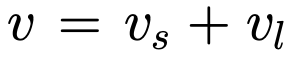 v = v_s + v_l